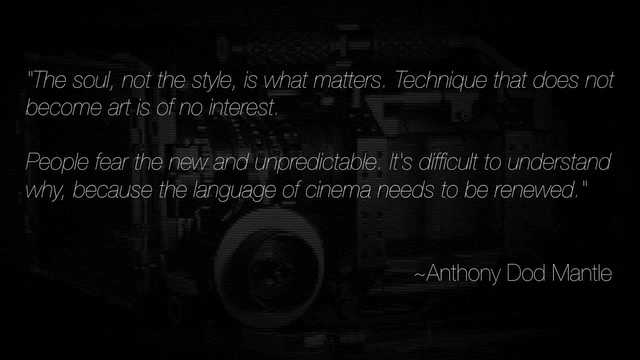 "The soul, not the style, is what matters. Technique that does not
become art is of no interest.
People fear the new and unpredictable. It's difficult to understand
why, because the language of cinema needs to be renewed."
~Anthony Dod Mantle